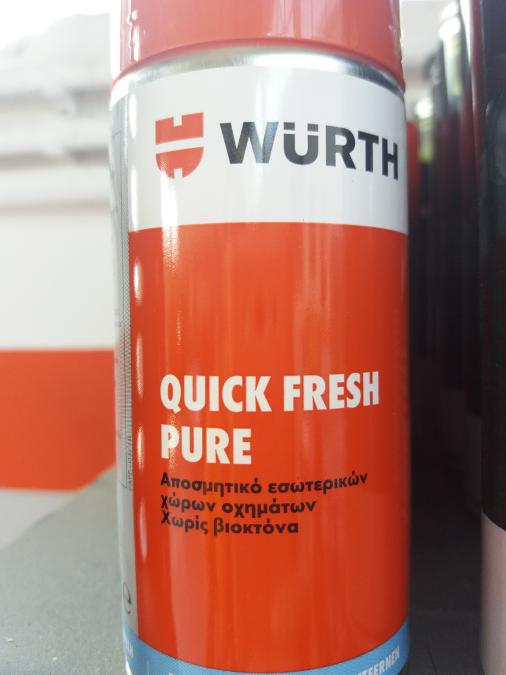 WÜRTH
QUICK FRESH
PURE
Αποσμητικό εσωτερικών
χώρων οχημάτων
Χωρίς βιοκτόνα